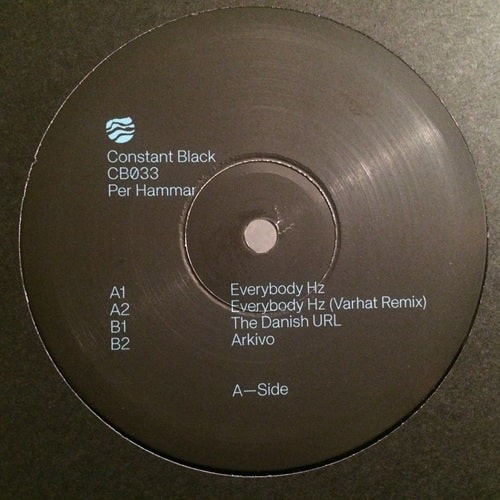 Constant Black
CB033
Per Hammar
A1 Everybody Hz
A2 Everybody Hz (Varhat Remix)
B1 The Danish URL
B2 Arkivo
A—Side